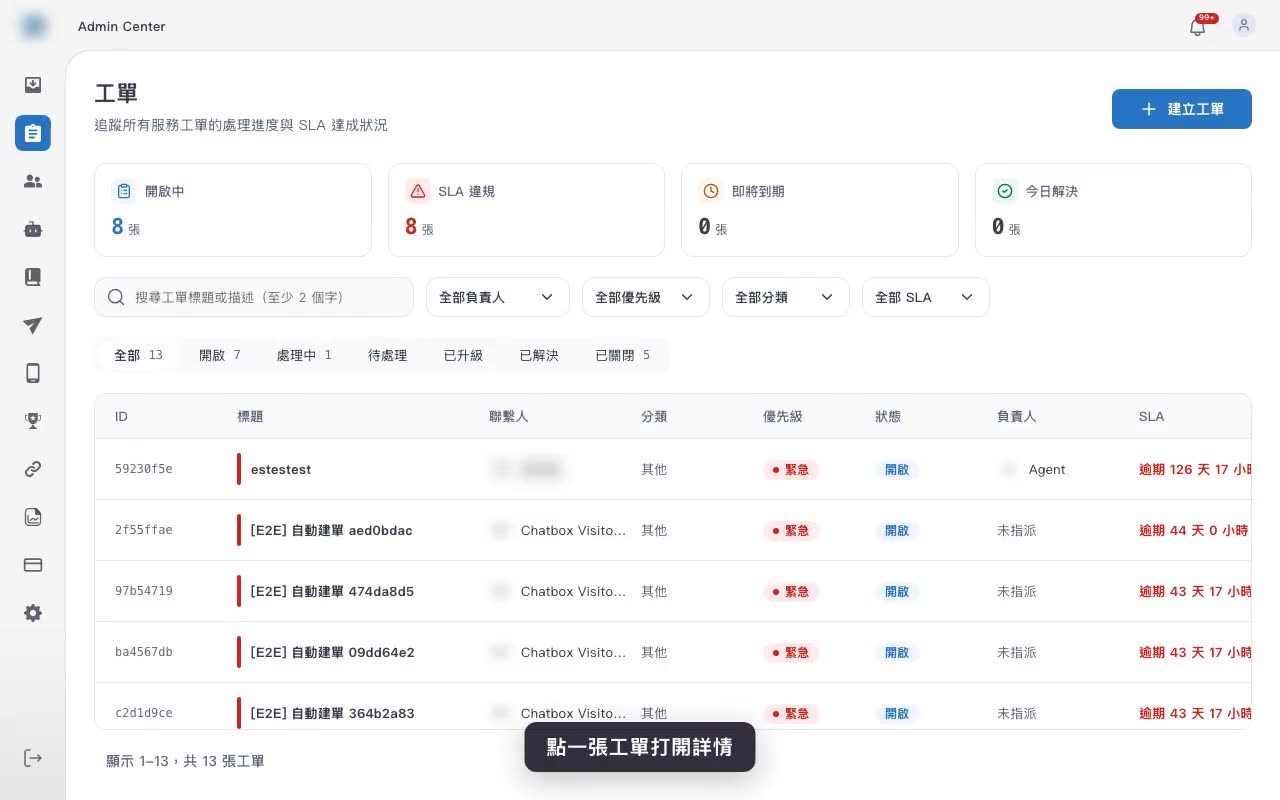 Admin Center
99+
工單
追蹤所有服務工單的處理進度與 SLA 達成狀況
建立工單
開啟中
8 張
SLA 違規
8 張
即將到期
0 張
今日解決
0 張
搜尋工單標題或描述（至少 2 個字）
全部負責人
全部優先級
全部分類
全部 SLA
全部 13
開啟 7
處理中 1
待處理
已升級
已解決
已關閉 5
ID 標題 聯繫人 分類 優先級 狀態 負責人 SLA
59230f5e estestest 其他 緊急 開啟 Agent 逾期 126 天 17 小
2f55ffae [E2E] 自動建單 aed0bdac Chatbox Visito... 其他 緊急 開啟 未指派 逾期 44 天 0 小時
97b54719 [E2E] 自動建單 474da8d5 Chatbox Visito... 其他 緊急 開啟 未指派 逾期 43 天 17 小時
ba4567db [E2E] 自動建單 09dd64e2 Chatbox Visito... 其他 緊急 開啟 未指派 逾期 43 天 17 小時
c2d1d9ce [E2E] 自動建單 364b2a83 Chatbox Visito... 其他 緊急 開啟 未指派 逾期 43 天 17 小時
點一張工單打開詳情
顯示 1–13，共 13 張工單